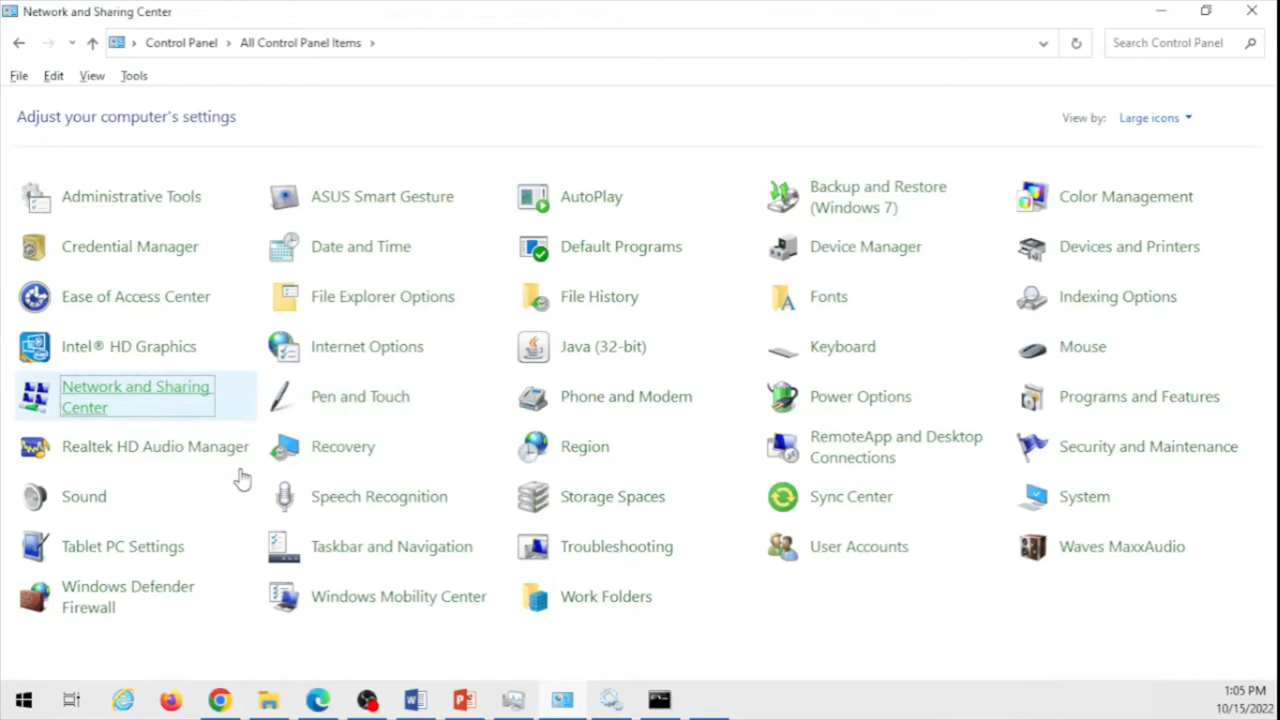 Network and Sharing Center
Control Panel > All Control Panel Items >
Search Control Panel
File Edit View Tools
Adjust your computer's settings
View by: Large icons
Administrative Tools
ASUS Smart Gesture
AutoPlay
Backup and Restore
(Windows 7)
Color Management
Credential Manager
Date and Time
Default Programs
Device Manager
Devices and Printers
Ease of Access Center
File Explorer Options
File History
Fonts
Indexing Options
Intel® HD Graphics
Internet Options
Java (32-bit)
Keyboard
Mouse
Network and Sharing
Center
Pen and Touch
Phone and Modem
Power Options
Programs and Features
Realtek HD Audio Manager
Recovery
Region
RemoteApp and Desktop
Connections
Security and Maintenance
Sound
Speech Recognition
Storage Spaces
Sync Center
System
Tablet PC Settings
Taskbar and Navigation
Troubleshooting
User Accounts
Waves MaxxAudio
Windows Defender
Firewall
Windows Mobility Center
Work Folders
1:05 PM
10/15/2022